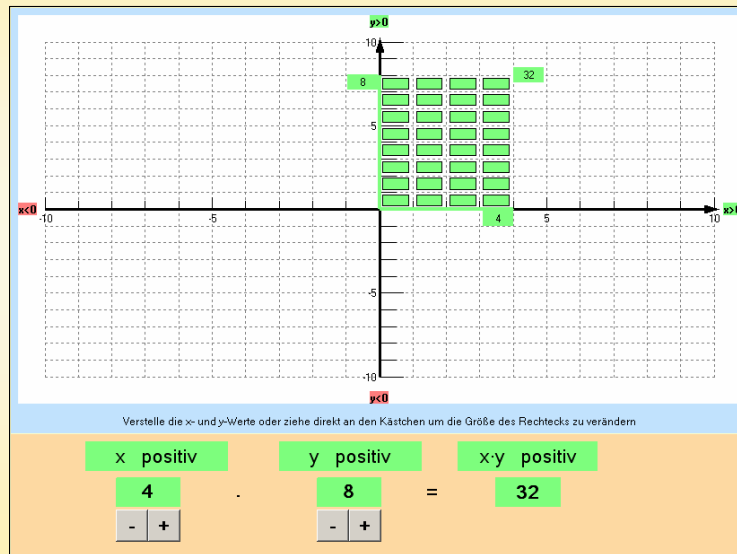 y>0
10
8
32
5
x<0
-10
-5
4
5
10
x>0
-5
-10
y<0
Verstelle die x- und y-Werte oder ziehe direkt an den Kästchen um die Größe des Rechtecks zu verändern
x positiv
y positiv
x·y positiv
4 · 8 = 32
- + - +